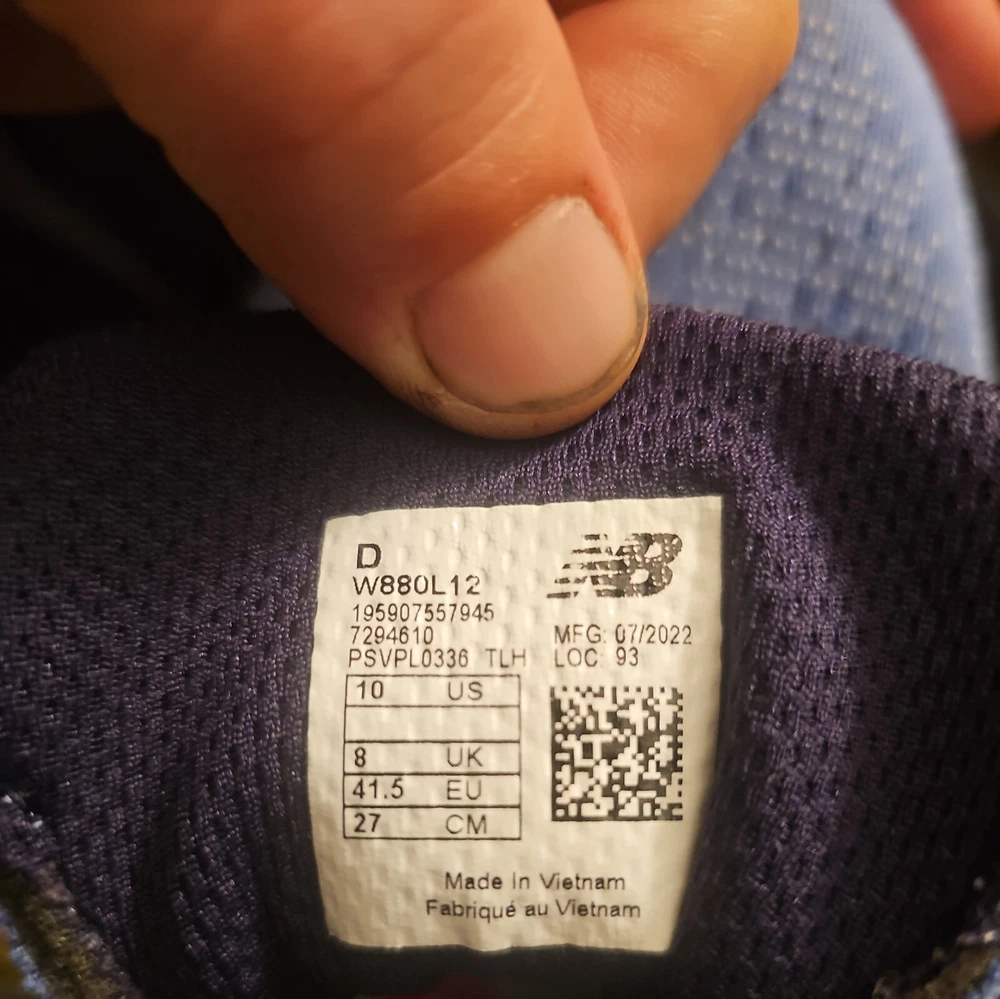 D
W880L12
195907557945
7294610
PSVPL0336 TLH
NB
MFG: 07/2022
LOC: 93
10 US
8 UK
41.5 EU
27 CM
Made in Vietnam
Fabriqué au Vietnam